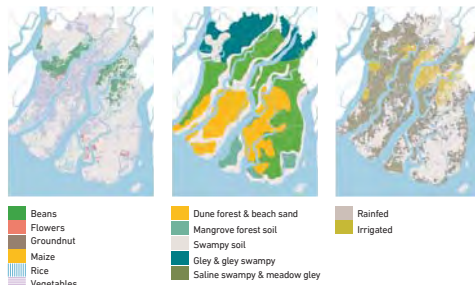 Beans
Flowers
Groundnut
Maize
Rice
Vegetables
Dune forest & beach sand
Mangrove forest soil
Swampy soil
Gley & gley swampy
Saline swampy & meadow gley
Rainfed
Irrigated